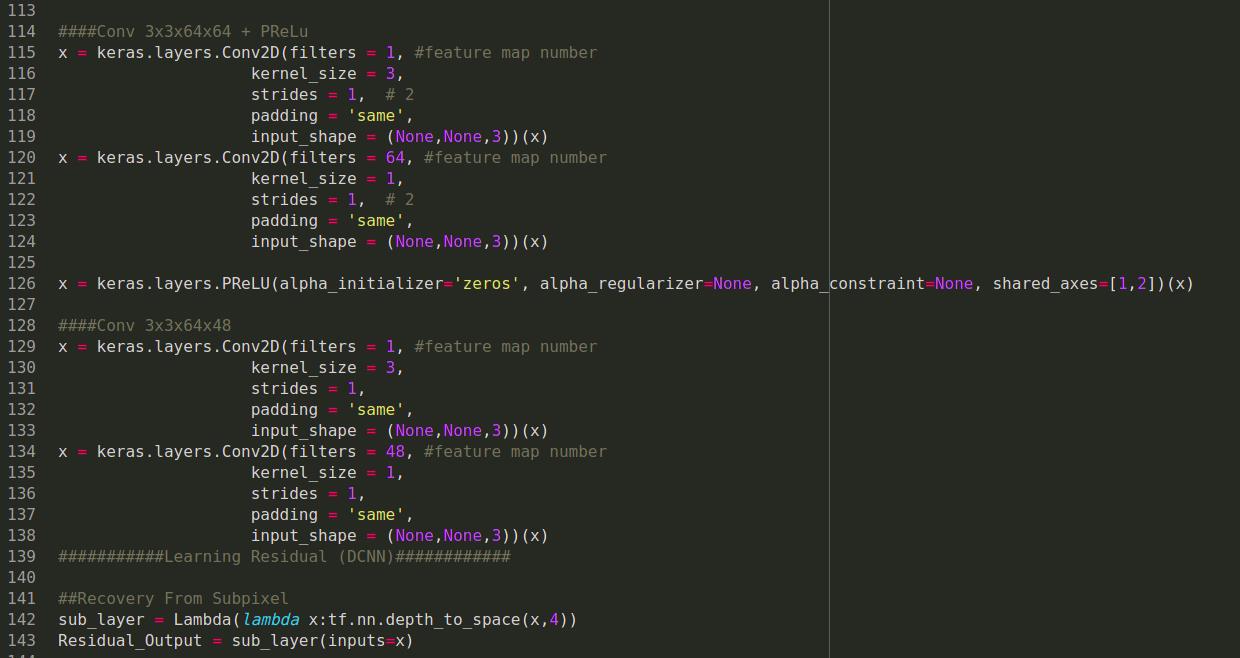 113
114 ####Conv 3x3x64x64 + PReLu
115 x = keras.layers.Conv2D(filters = 1, #feature map number
116                     kernel_size = 3,
117                     strides = 1,  # 2
118                     padding = 'same',
119                     input_shape = (None,None,3))(x)
120 x = keras.layers.Conv2D(filters = 64, #feature map number
121                     kernel_size = 1,
122                     strides = 1,  # 2
123                     padding = 'same',
124                     input_shape = (None,None,3))(x)
125
126 x = keras.layers.PReLU(alpha_initializer='zeros', alpha_regularizer=None, alpha_constraint=None, shared_axes=[1,2])(x)
127
128 ####Conv 3x3x64x48
129 x = keras.layers.Conv2D(filters = 1, #feature map number
130                     kernel_size = 3,
131                     strides = 1,
132                     padding = 'same',
133                     input_shape = (None,None,3))(x)
134 x = keras.layers.Conv2D(filters = 48, #feature map number
135                     kernel_size = 1,
136                     strides = 1,
137                     padding = 'same',
138                     input_shape = (None,None,3))(x)
139 ###########Learning Residual (DCNN)############
140
141 ##Recovery From Subpixel
142 sub_layer = Lambda(lambda x:tf.nn.depth_to_space(x,4))
143 Residual_Output = sub_layer(inputs=x)